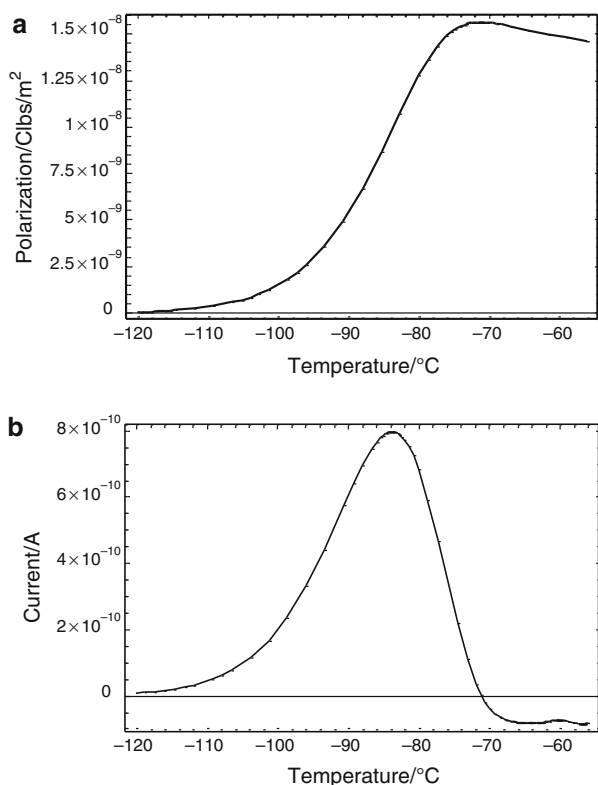 a
Polarization/Clbs/m²
1.5×10⁻⁸
1.25×10⁻⁸
1×10⁻⁸
7.5×10⁻⁹
5×10⁻⁹
2.5×10⁻⁹
0
−120 −110 −100 −90 −80 −70 −60
Temperature/°C
b
Current/A
8×10⁻¹⁰
6×10⁻¹⁰
4×10⁻¹⁰
2×10⁻¹⁰
0
−120 −110 −100 −90 −80 −70 −60
Temperature/°C